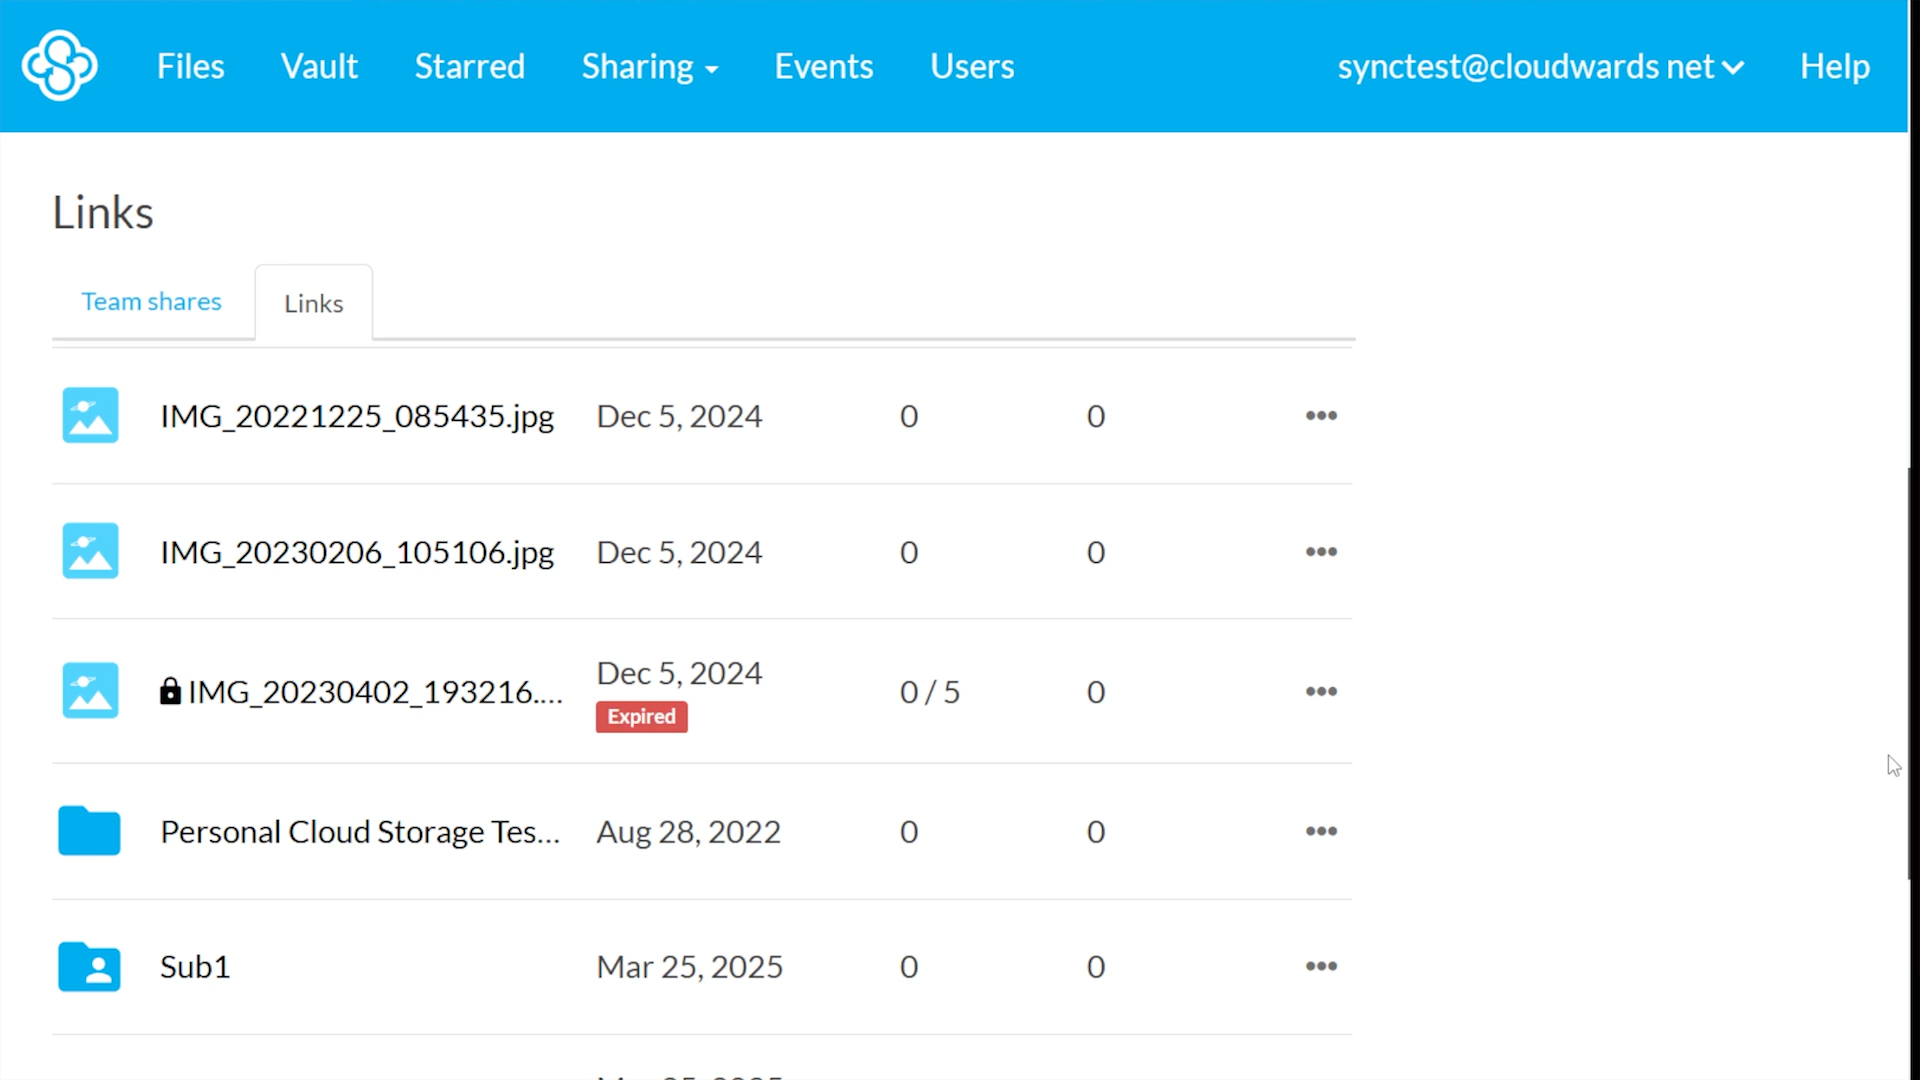 Files Vault Starred Sharing Events Users synctest@cloudwards net Help
Links
Team shares Links
IMG_20221225_085435.jpg Dec 5, 2024 0 0 •••
IMG_20230206_105106.jpg Dec 5, 2024 0 0 •••
IMG_20230402_193216.... Dec 5, 2024 0 / 5 0 •••
Expired
Personal Cloud Storage Tes... Aug 28, 2022 0 0 •••
Sub1 Mar 25, 2025 0 0 •••